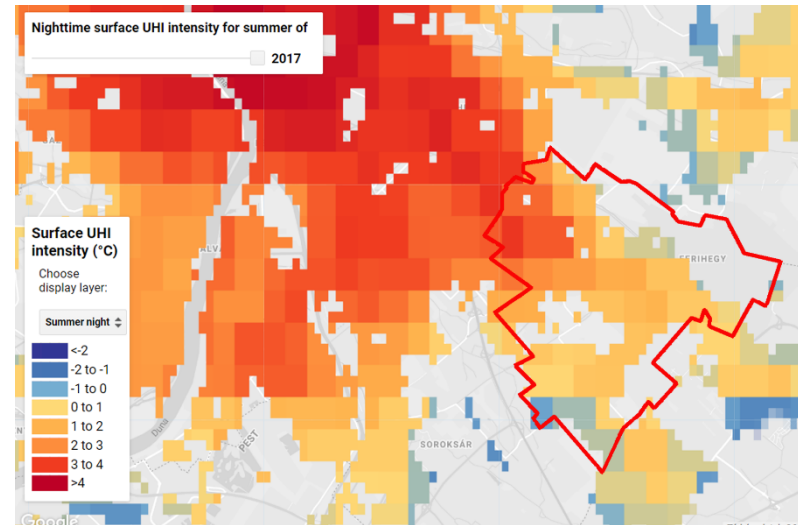 Nighttime surface UHI intensity for summer of
2017
Surface UHI
intensity (°C)
Choose
display layer:
Summer night
<-2
-2 to -1
-1 to 0
0 to 1
1 to 2
2 to 3
3 to 4
>4
FERIHEGY
SOROKSÁR
PEST
Duna
Google